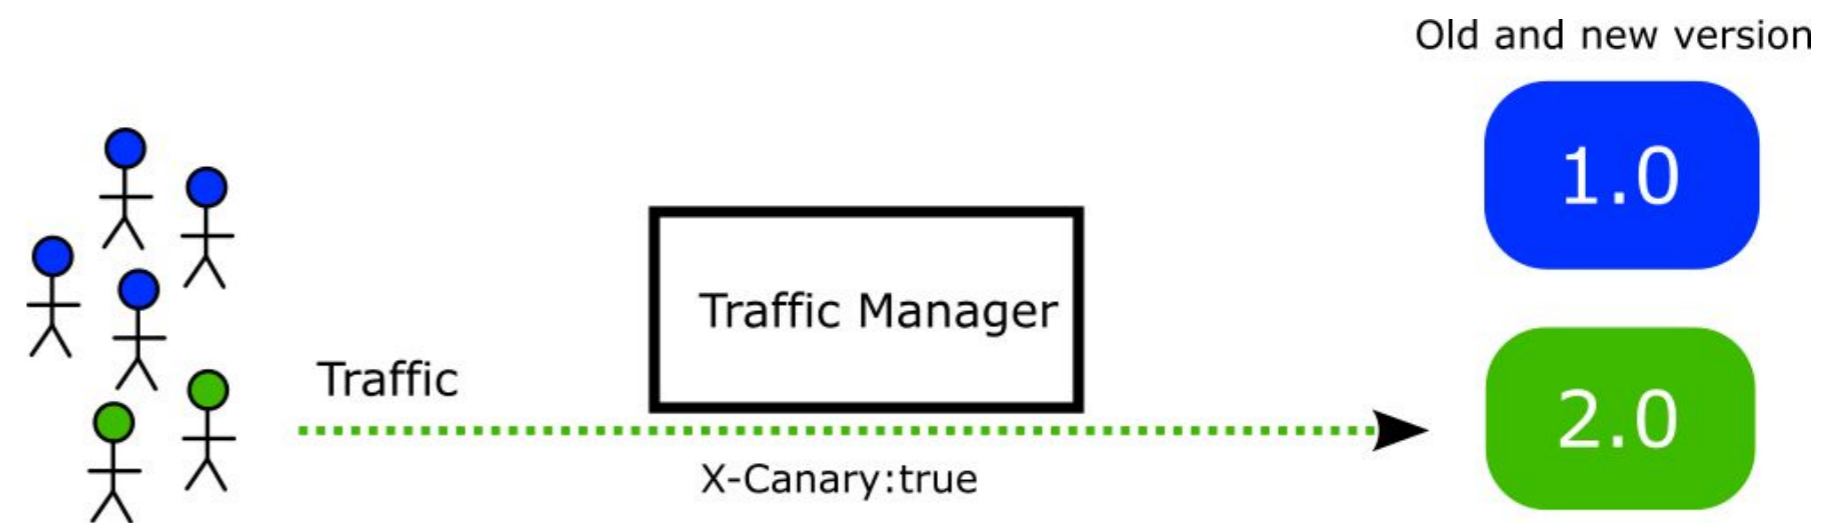 Old and new version
1.0
Traffic Manager
Traffic
2.0
X-Canary:true